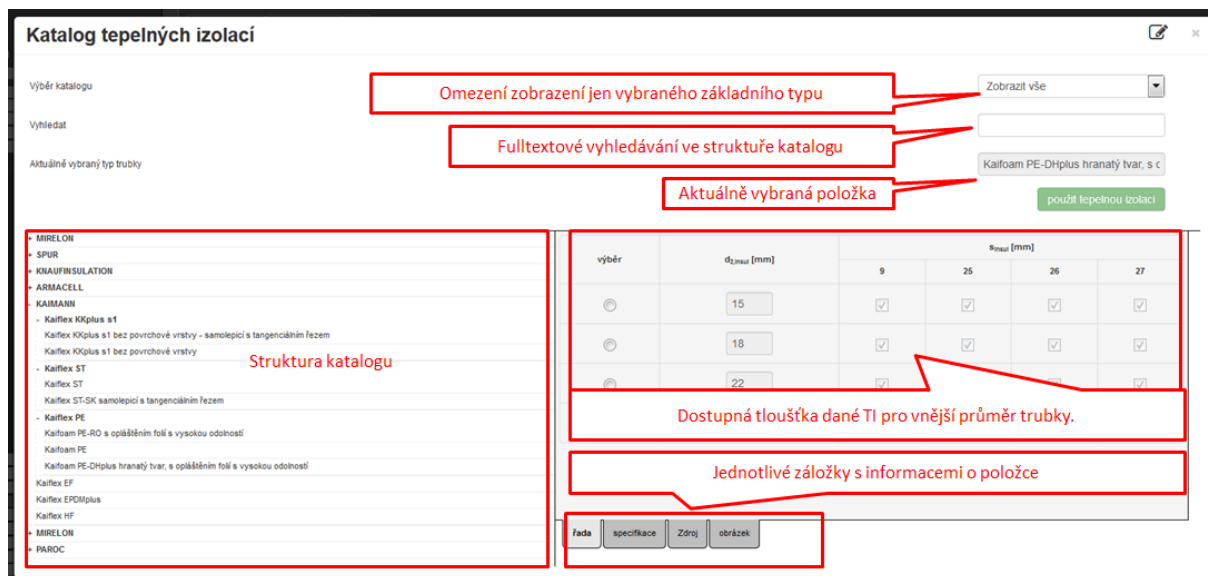 Katalog tepelných izolací
×
Výběr katalogu
Omezení zobrazení jen vybraného základního typu
Zobrazit vše
Vyhledat
Fulltextové vyhledávání ve struktuře katalogu
Aktuálně vybraný typ trubky
Kaifoam PE-DHplus hranatý tvar, s o
Aktuálně vybraná položka
použít tepelnou izolaci
+ MIRELON
+ SPUR
+ KNAUFINSULATION
+ ARMACELL
- KAIMANN
- Kaiflex KKplus s1
Kaiflex KKplus s1 bez povrchové vrstvy - samolepicí s tangenciálním řezem
Kaiflex KKplus s1 bez povrchové vrstvy
- Kaiflex ST
Kaiflex ST
Kaiflex ST-SK samolepicí s tangenciálním řezem
- Kaiflex PE
Kaifoam PE-RO s opláštěním folí s vysokou odolností
Kaifoam PE
Kaifoam PE-DHplus hranatý tvar, s opláštěním folí s vysokou odolností
Kaiflex EF
Kaiflex EPDMplus
Kaiflex HF
+ MIRELON
+ PAROC
Struktura katalogu
výběr d2,insul [mm] sinsul [mm]
9 25 26 27
15
18
22
Dostupná tloušťka dané TI pro vnější průměr trubky.
Jednotlivé záložky s informacemi o položce
řada specifikace Zdroj obrázek